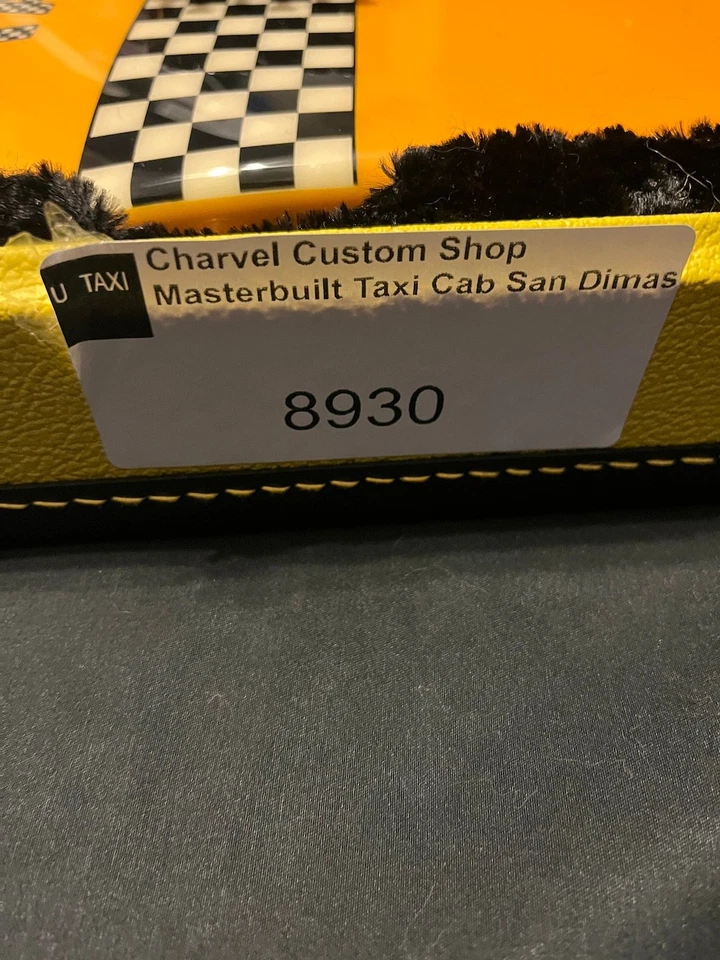 U TAXI
Charvel Custom Shop
Masterbuilt Taxi Cab San Dimas
8930